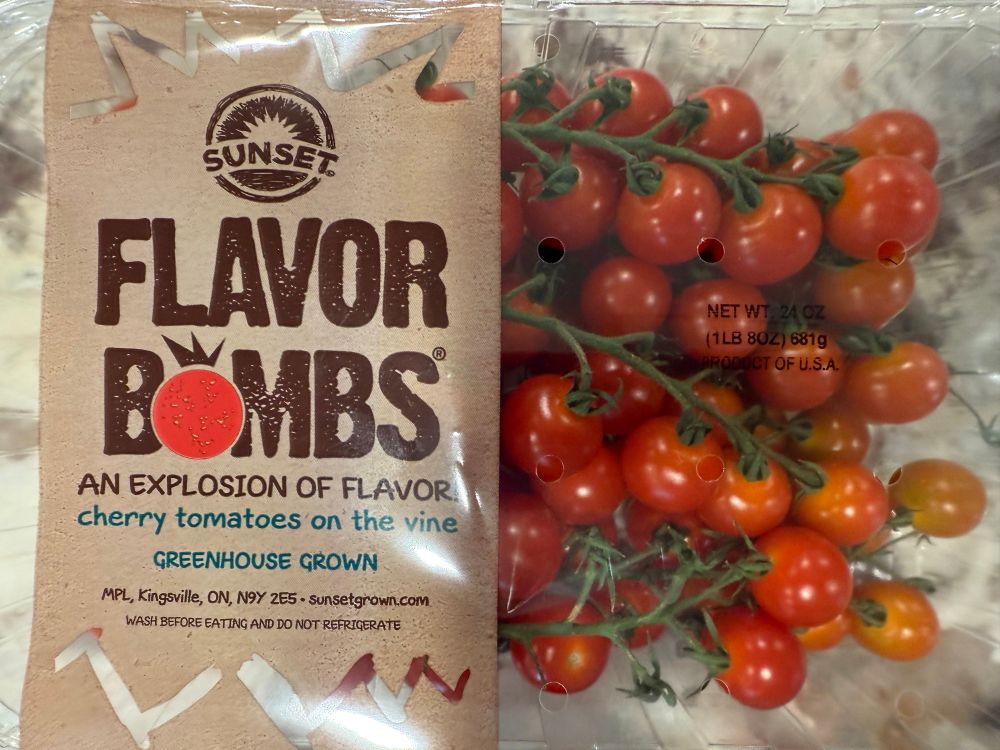 SUNSET
FLAVOR
BOMBS®
AN EXPLOSION OF FLAVOR.
cherry tomatoes on the vine
GREENHOUSE GROWN
MPL, Kingsville, ON, N9Y 2E5 • sunsetgrown.com
WASH BEFORE EATING AND DO NOT REFRIGERATE
NET WT. 24 OZ
(1LB 8OZ) 681g
PRODUCT OF U.S.A.